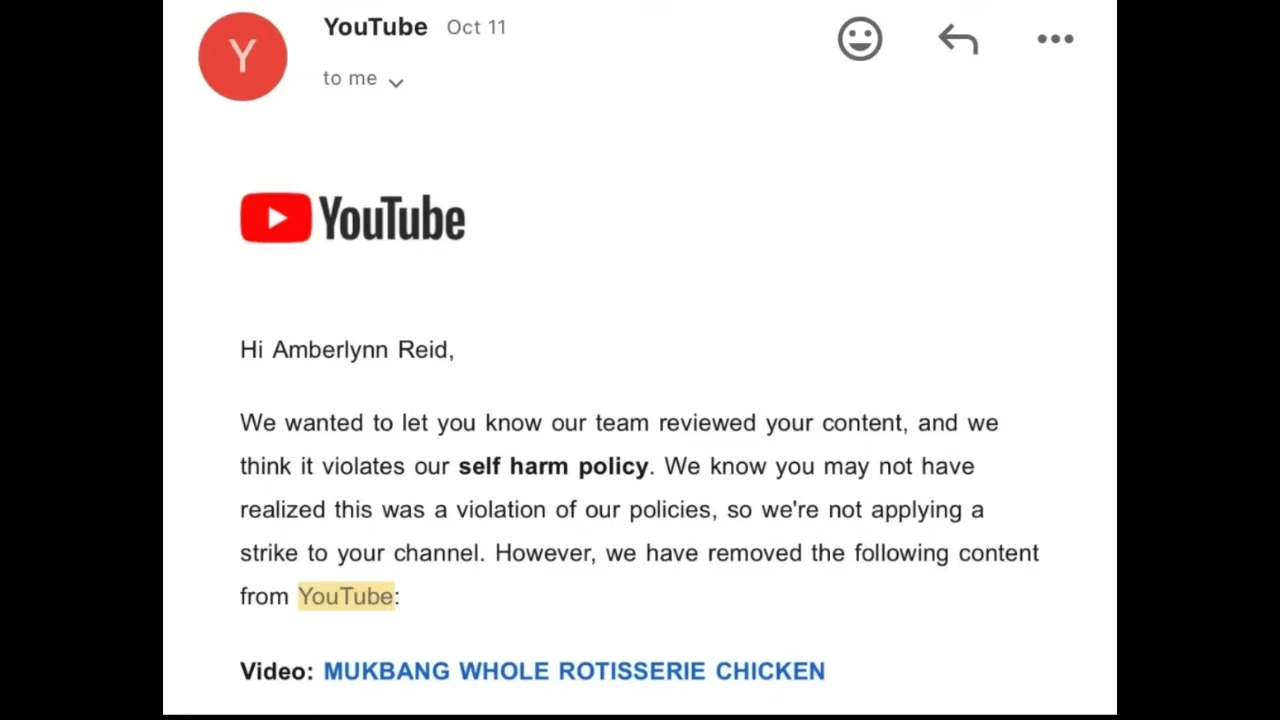 Y
YouTube Oct 11
to me
YouTube
Hi Amberlynn Reid,
We wanted to let you know our team reviewed your content, and we
think it violates our self harm policy. We know you may not have
realized this was a violation of our policies, so we're not applying a
strike to your channel. However, we have removed the following content
from YouTube:
Video: MUKBANG WHOLE ROTISSERIE CHICKEN